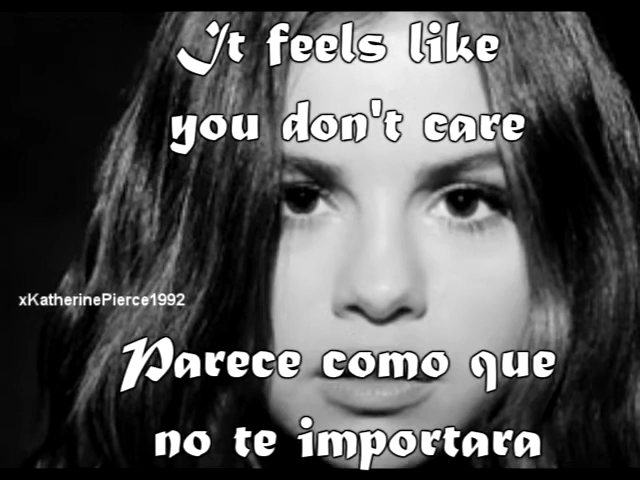 It feels like
you don't care
xKatherinePierce1992
Parece como que
no te importara